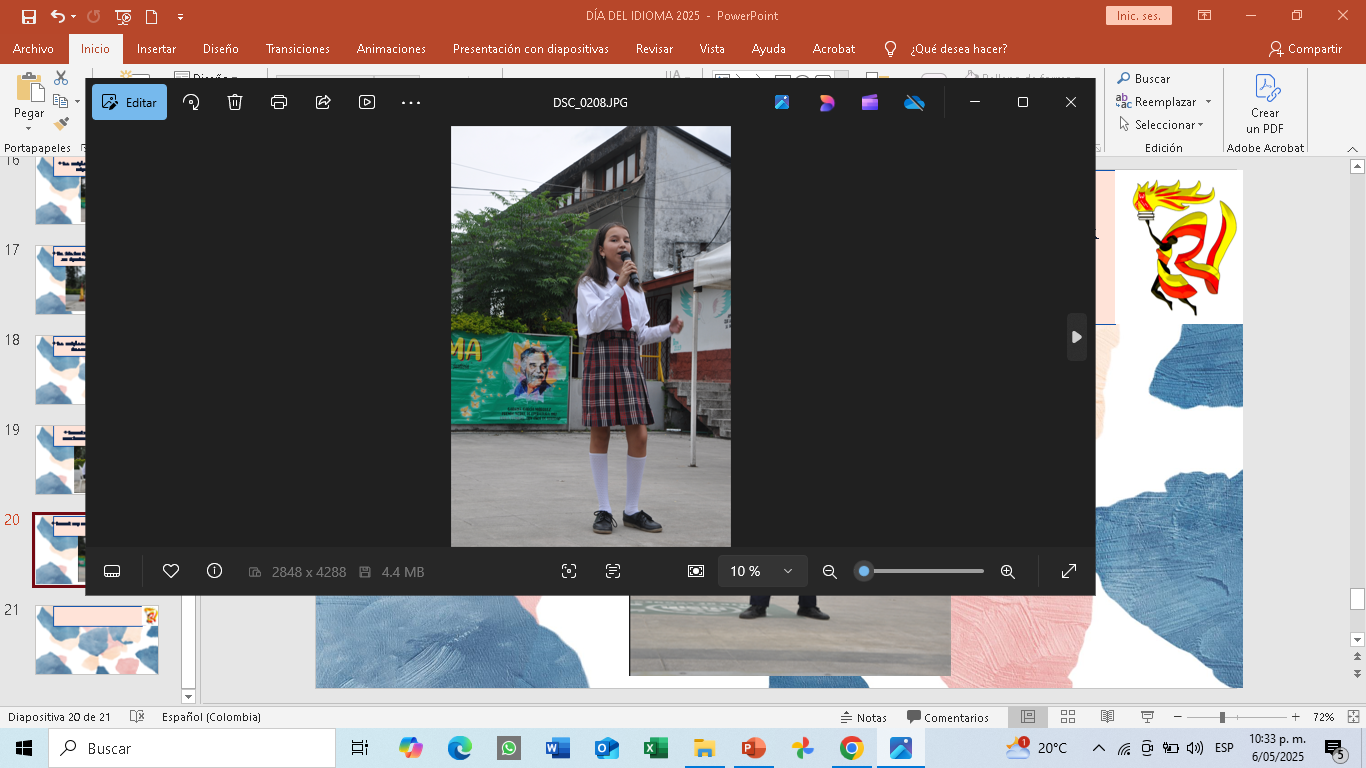 DÍA DEL IDIOMA 2025 - PowerPoint
Inic. ses.
Archivo
Inicio
Insertar
Diseño
Transiciones
Animaciones
Presentación con diapositivas
Revisar
Vista
Ayuda
Acrobat
¿Qué desea hacer?
Compartir
Pegar
Portapapeles
Buscar
Reemplazar
Seleccionar
Edición
Crear
un PDF
Adobe Acrobat
Editar
DSC_0208.JPG
MA
2848 x 4288
4.4 MB
10 %
16
17
18
19
20
21
Diapositiva 20 de 21
Español (Colombia)
Notas
Comentarios
72%
Buscar
1
20°C
ESP
10:33 p. m.
6/05/2025
5